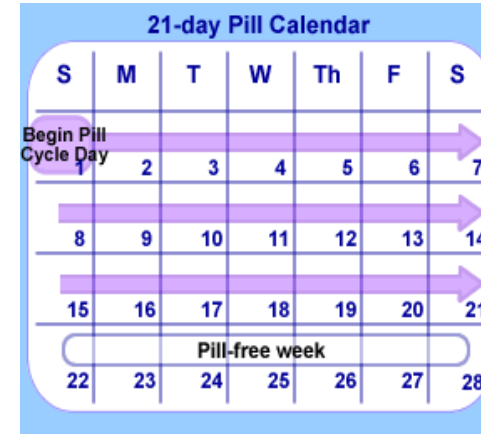 21-day Pill Calendar
S M T W Th F S
Begin Pill
Cycle Day
1 2 3 4 5 6 7
8 9 10 11 12 13 14
15 16 17 18 19 20 21
Pill-free week
22 23 24 25 26 27 28